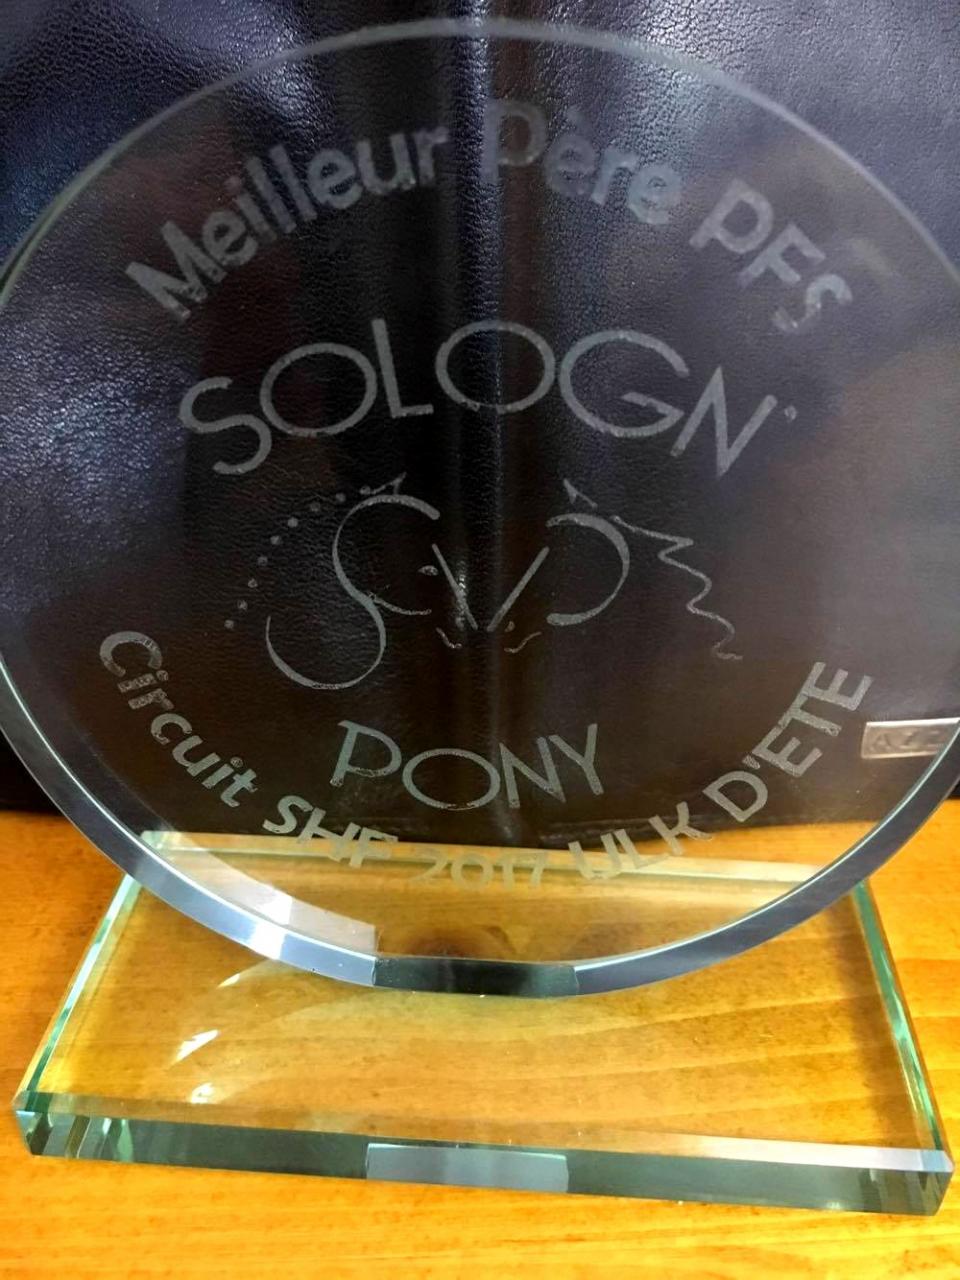 Meilleur Père PFS
SOLOGN'
PONY
Circuit SHF 2017 ULK D'ETE